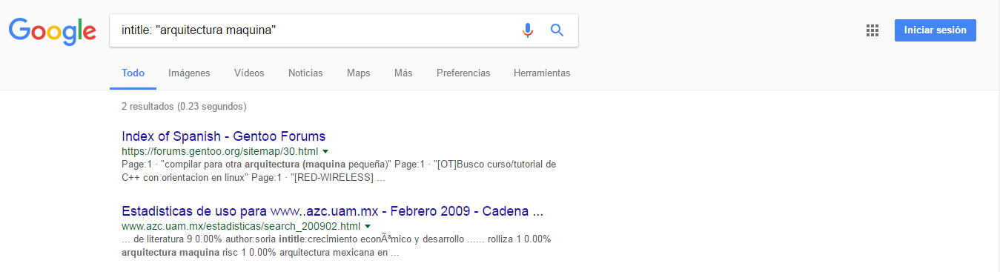 Google
intitle: "arquitectura maquina"
Iniciar sesión
Todo Imágenes Vídeos Noticias Maps Más Preferencias Herramientas
2 resultados (0.23 segundos)
Index of Spanish - Gentoo Forums
https://forums.gentoo.org/sitemap/30.html
Page:1 · "compilar para otra arquitectura (maquina pequeña)" Page:1 · "[OT]Busco curso/tutorial de
C++ con orientacion en linux" Page:1 · "[RED-WIRELESS] ...
Estadisticas de uso para www..azc.uam.mx - Febrero 2009 - Cadena ...
www.azc.uam.mx/estadisticas/search_200902.html
... de literatura 9 0.00% author:soria intitle:crecimiento econÃ³mico y desarrollo ...... rolliza 1 0.00%
arquitectura maquina risc 1 0.00% arquitectura mexicana en ...